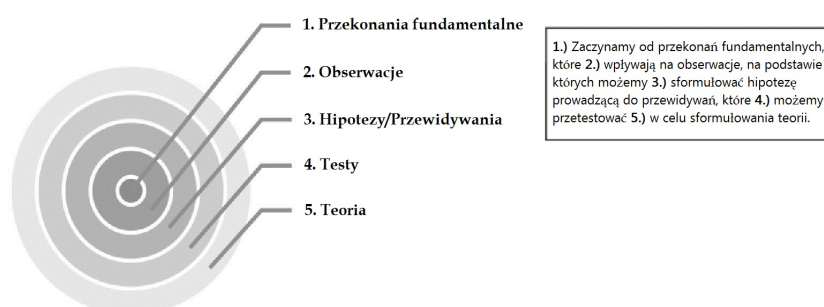 1. Przekonania fundamentalne
2. Obserwacje
3. Hipotezy/Przewidywania
4. Testy
5. Teoria
1.) Zaczynamy od przekonań fundamentalnych,
które 2.) wpływają na obserwacje, na podstawie
których możemy 3.) sformułować hipotezę
prowadzącą do przewidywań, które 4.) możemy
przetestować 5.) w celu sformułowania teorii.